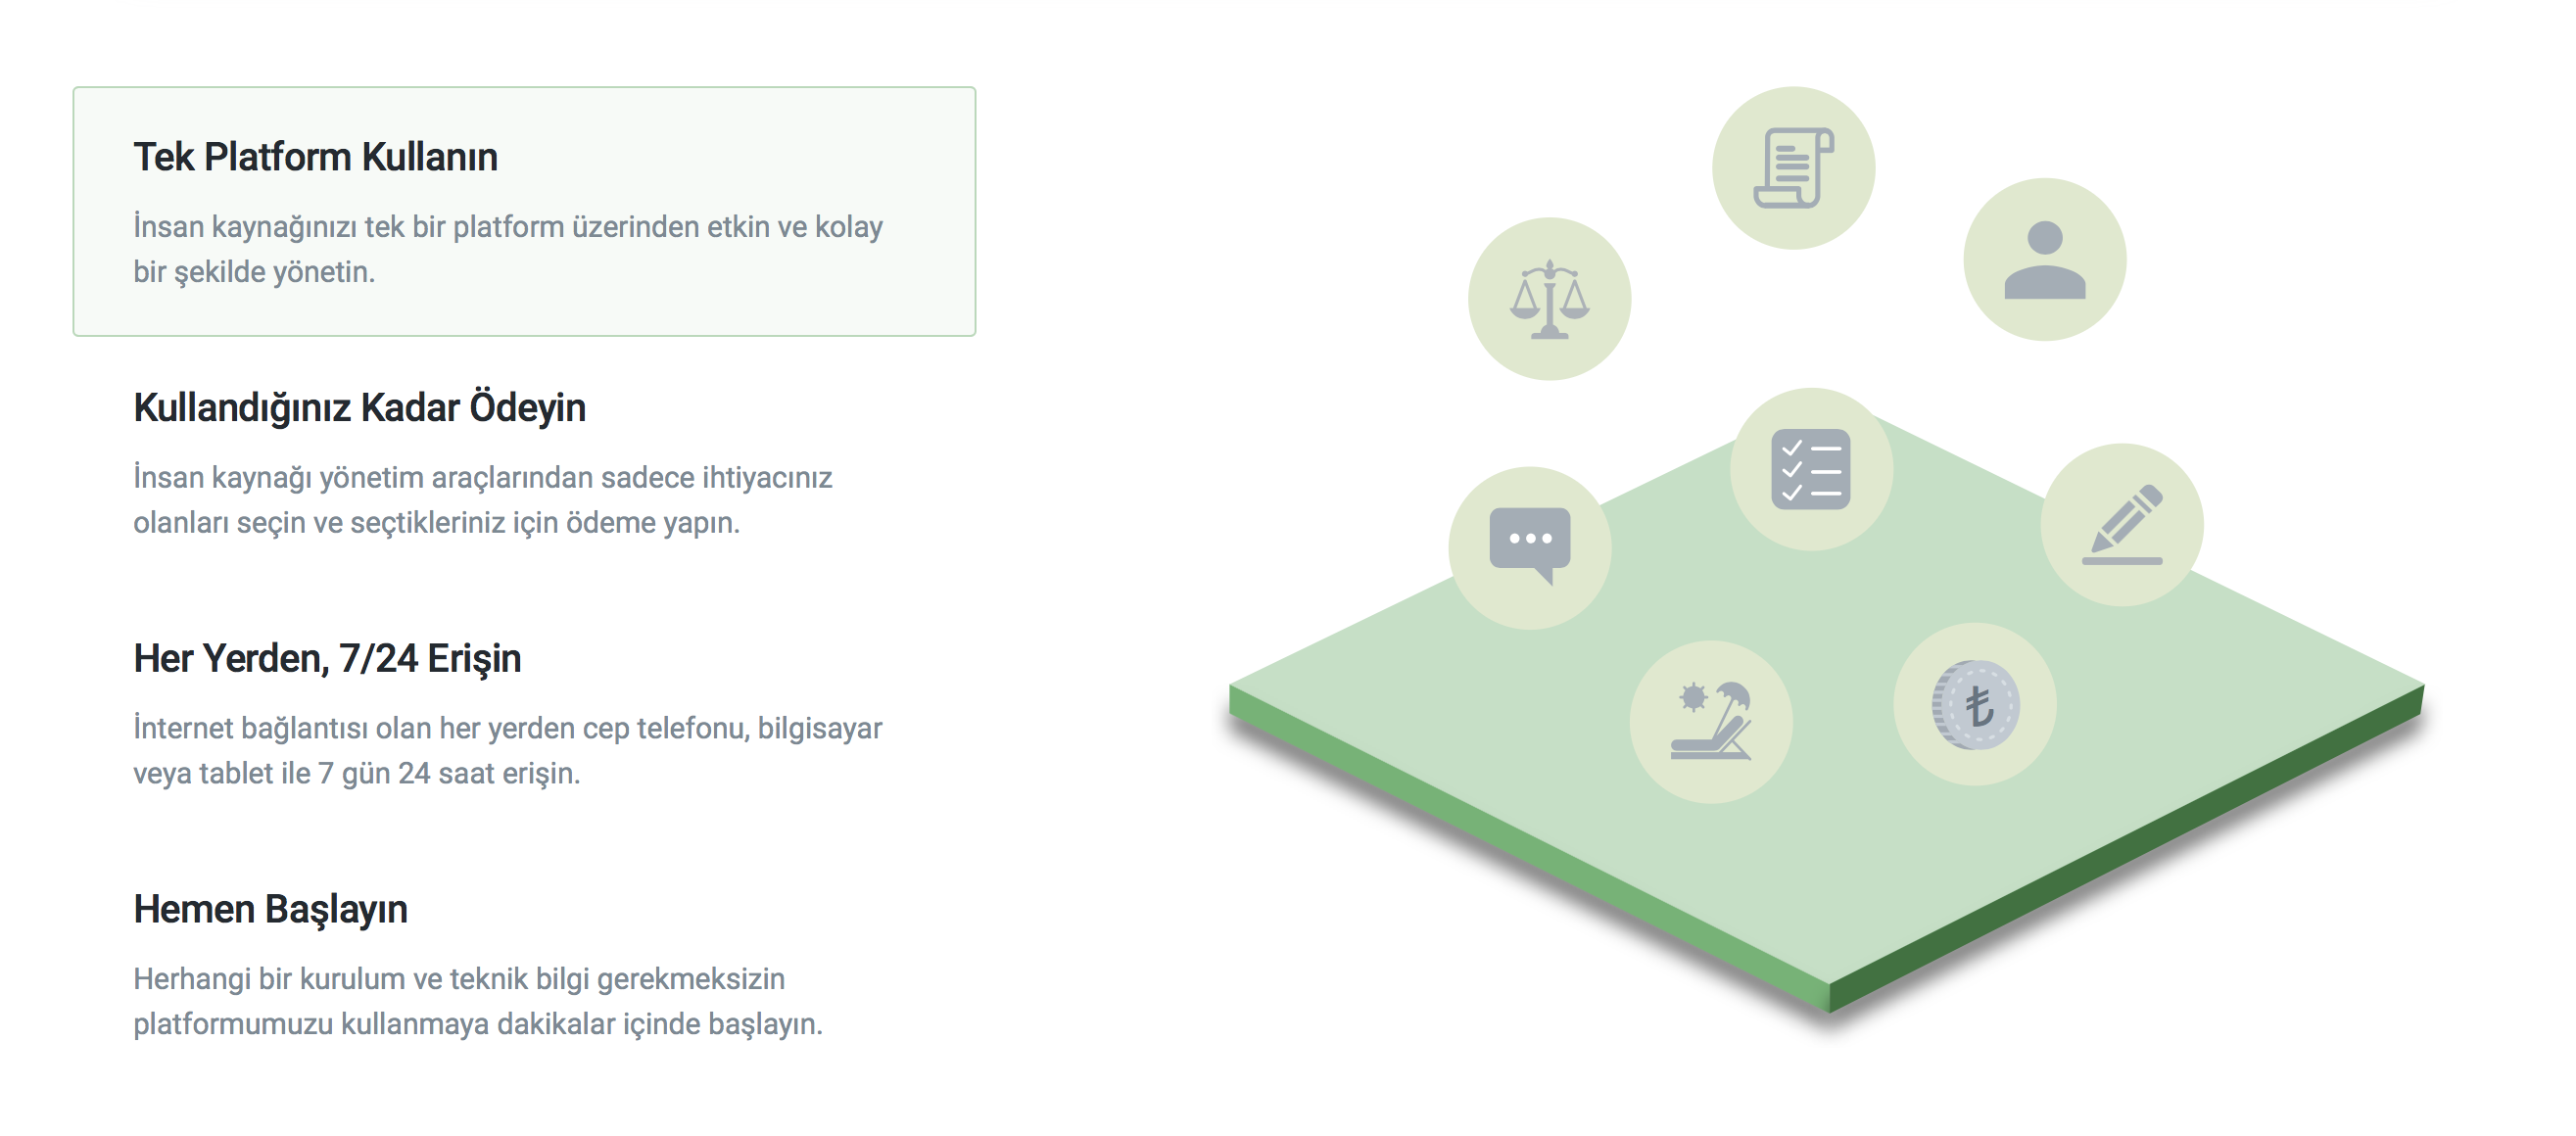 Tek Platform Kullanın
İnsan kaynağınızı tek bir platform üzerinden etkin ve kolay
bir şekilde yönetin.
Kullandığınız Kadar Ödeyin
İnsan kaynağı yönetim araçlarından sadece ihtiyacınız
olanları seçin ve seçtikleriniz için ödeme yapın.
Her Yerden, 7/24 Erişin
İnternet bağlantısı olan her yerden cep telefonu, bilgisayar
veya tablet ile 7 gün 24 saat erişin.
Hemen Başlayın
Herhangi bir kurulum ve teknik bilgi gerekmeksizin
platformumuzu kullanmaya dakikalar içinde başlayın.
₺